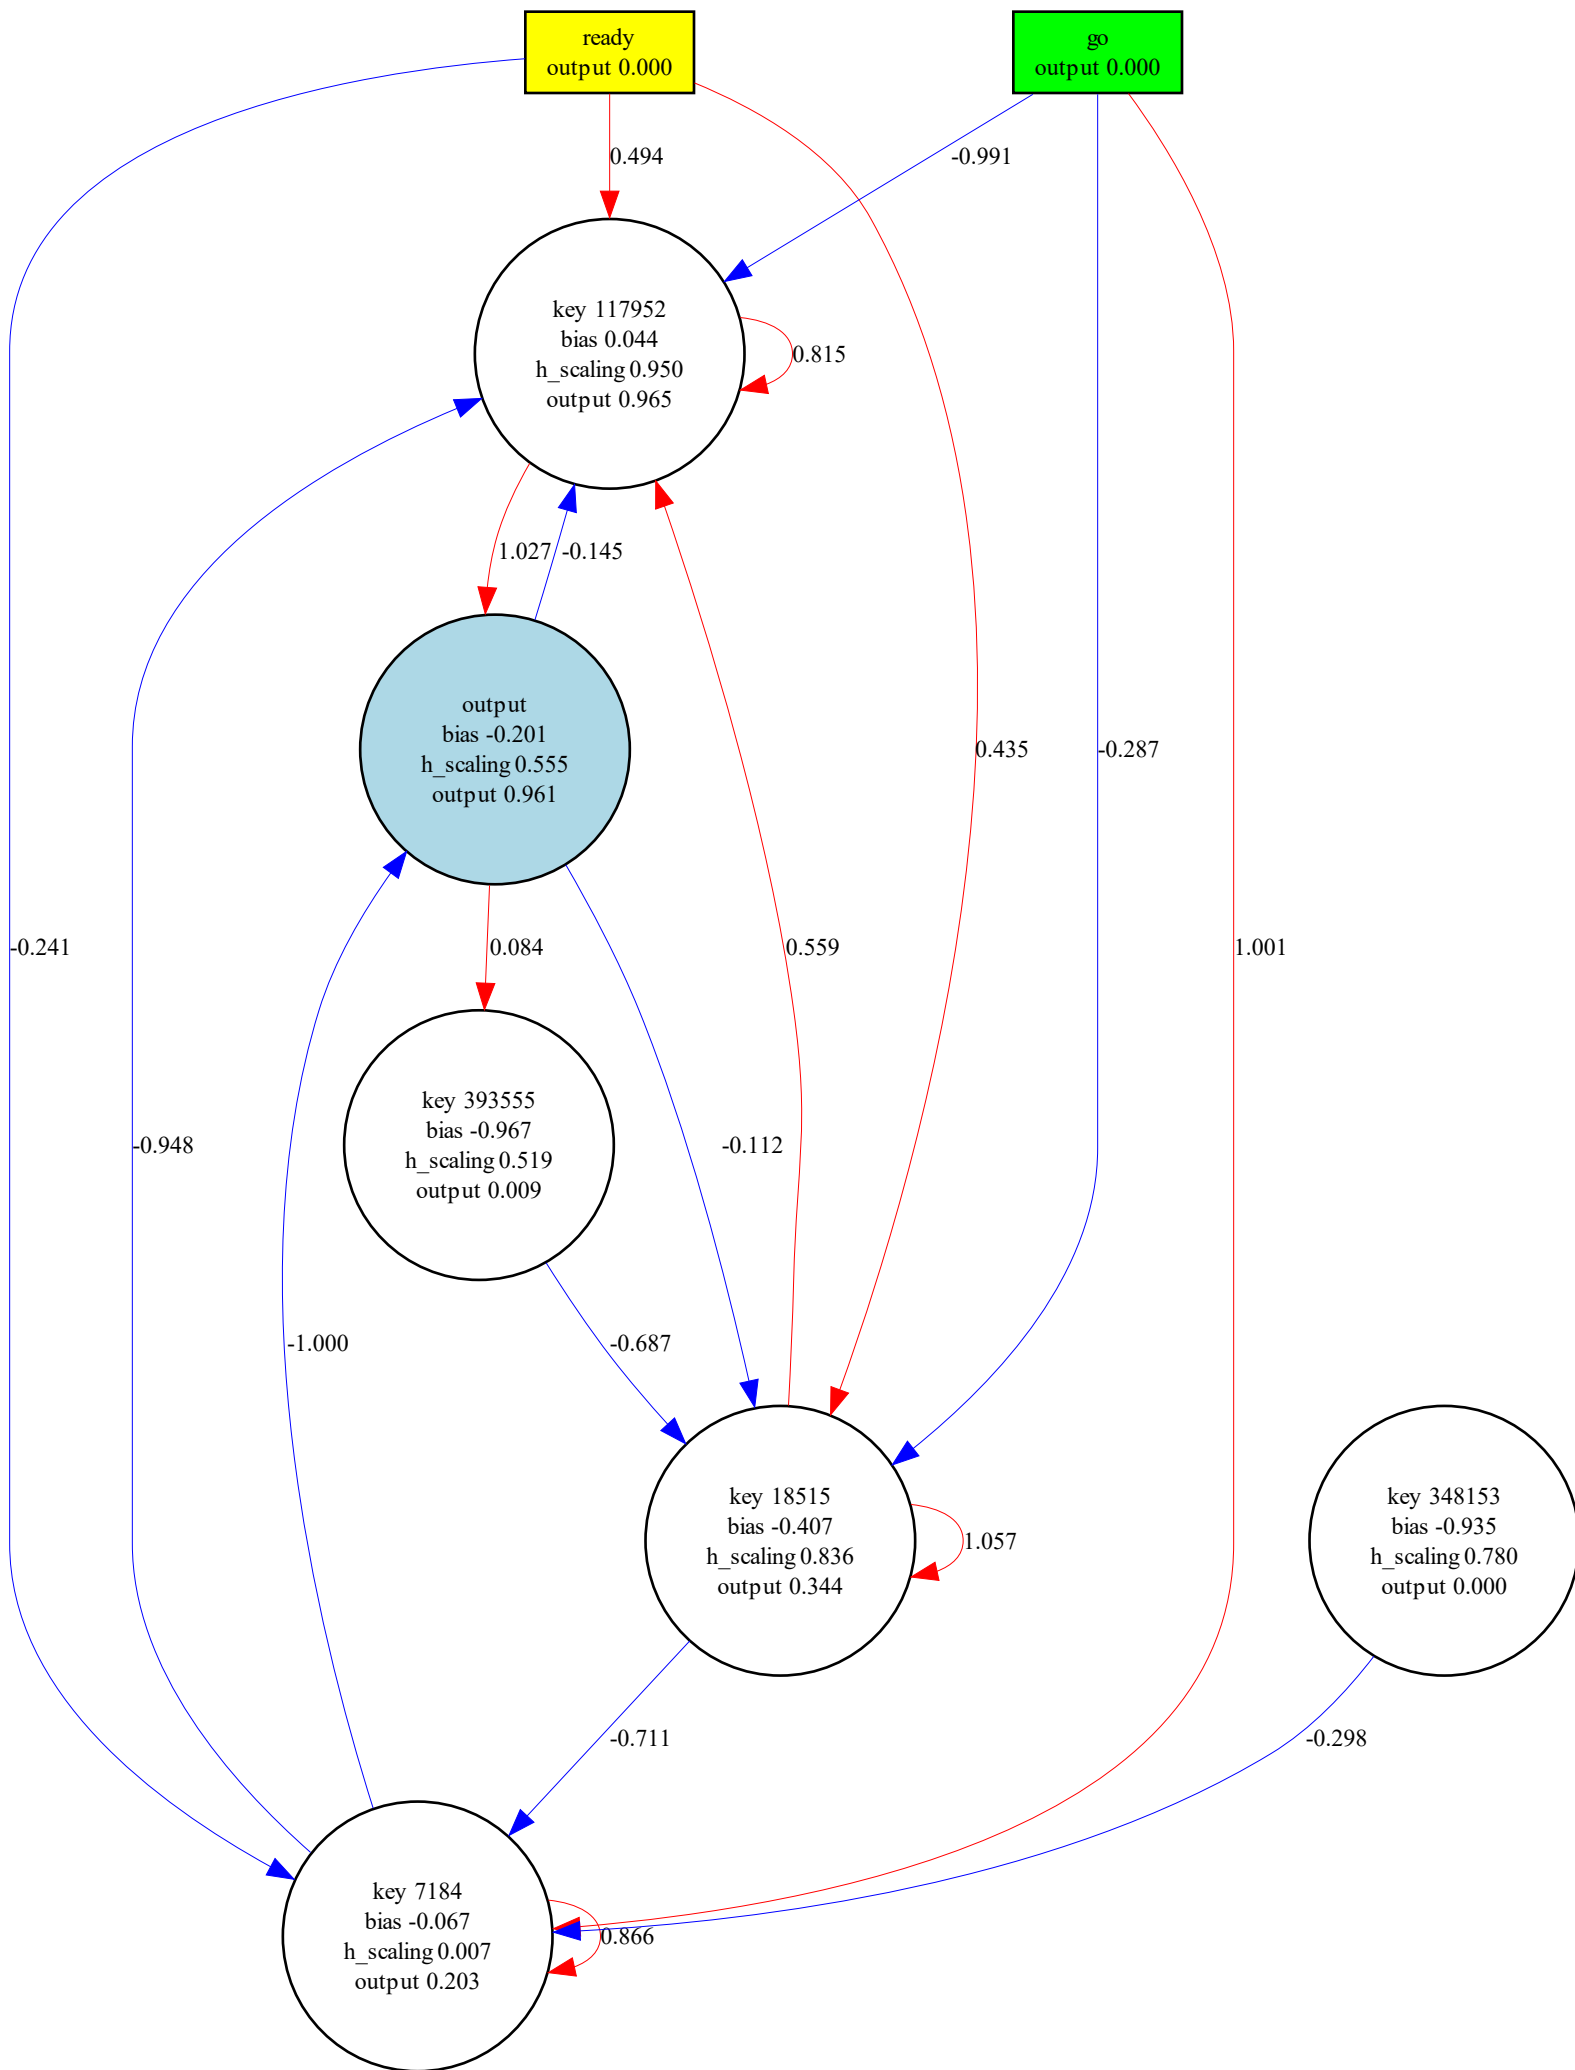 ready
output 0.000
go
output 0.000
0.494
-0.991
key 117952
bias 0.044
h_scaling 0.950
output 0.965
0.815
1.027
-0.145
output
bias -0.201
h_scaling 0.555
output 0.961
0.435
-0.287
-0.241
0.084
0.559
1.001
key 393555
bias -0.967
h_scaling 0.519
output 0.009
-0.948
-0.112
-1.000
-0.687
key 18515
bias -0.407
h_scaling 0.836
output 0.344
1.057
key 348153
bias -0.935
h_scaling 0.780
output 0.000
-0.711
-0.298
key 7184
bias -0.067
h_scaling 0.007
output 0.203
0.866